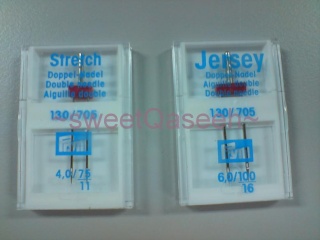 Stretch
Doppel-Nadel
Double needle
Aiguille double
130/705
4,0/75
11
Jersey
Doppel-Nadel
Double needle
Aiguille double
130/705
6,0/100
16